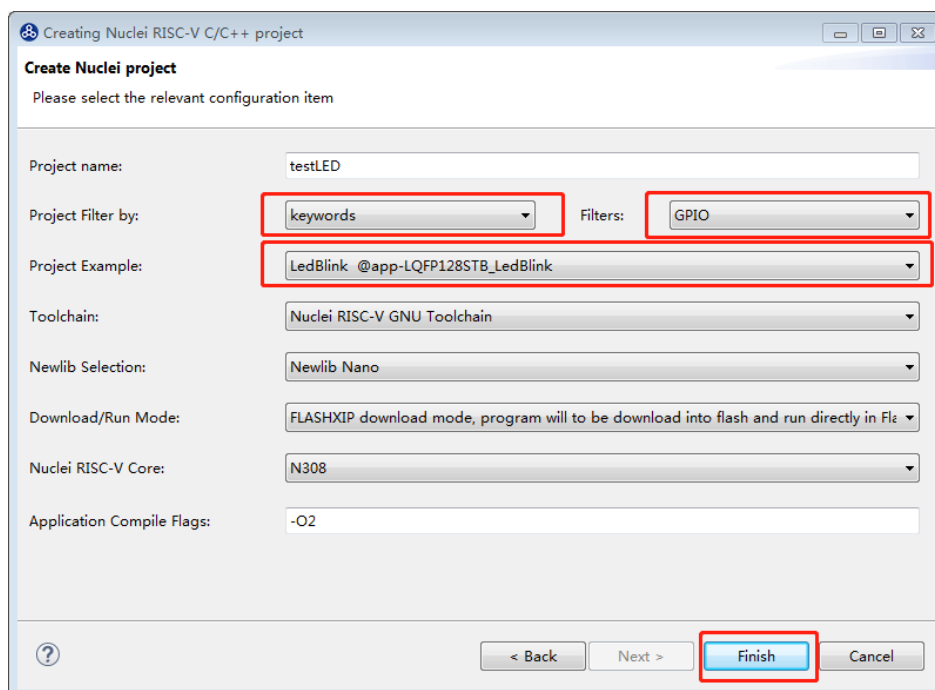 Creating Nuclei RISC-V C/C++ project
Create Nuclei project
Please select the relevant configuration item
Project name: testLED
Project Filter by: keywords Filters: GPIO
Project Example: LedBlink @app-LQFP128STB_LedBlink
Toolchain: Nuclei RISC-V GNU Toolchain
Newlib Selection: Newlib Nano
Download/Run Mode: FLASHXIP download mode, program will to be download into flash and run directly in Fla
Nuclei RISC-V Core: N308
Application Compile Flags: -O2
? < Back Next > Finish Cancel